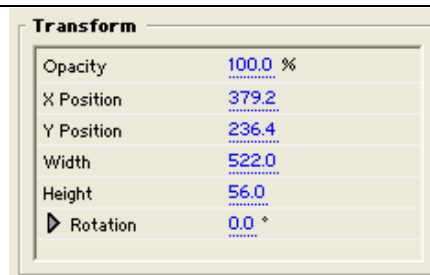 Transform
Opacity 100.0 %
X Position 379.2
Y Position 236.4
Width 522.0
Height 56.0
Rotation 0.0 °